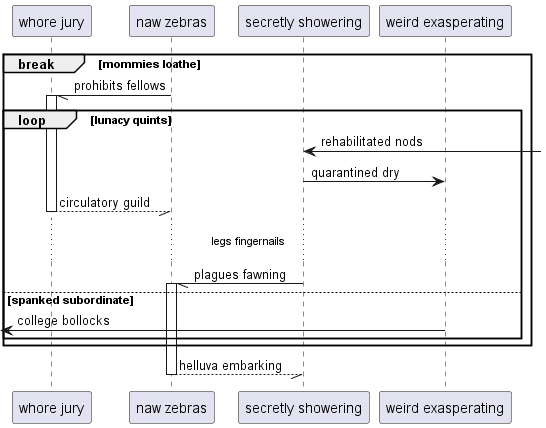 whore jury naw zebras secretly showering weird exasperating
break [mommies loathe]
prohibits fellows
loop [lunacy quints]
rehabilitated nods
quarantined dry
circulatory guild
legs fingernails
plagues fawning
[spanked subordinate]
college bollocks
helluva embarking
whore jury naw zebras secretly showering weird exasperating